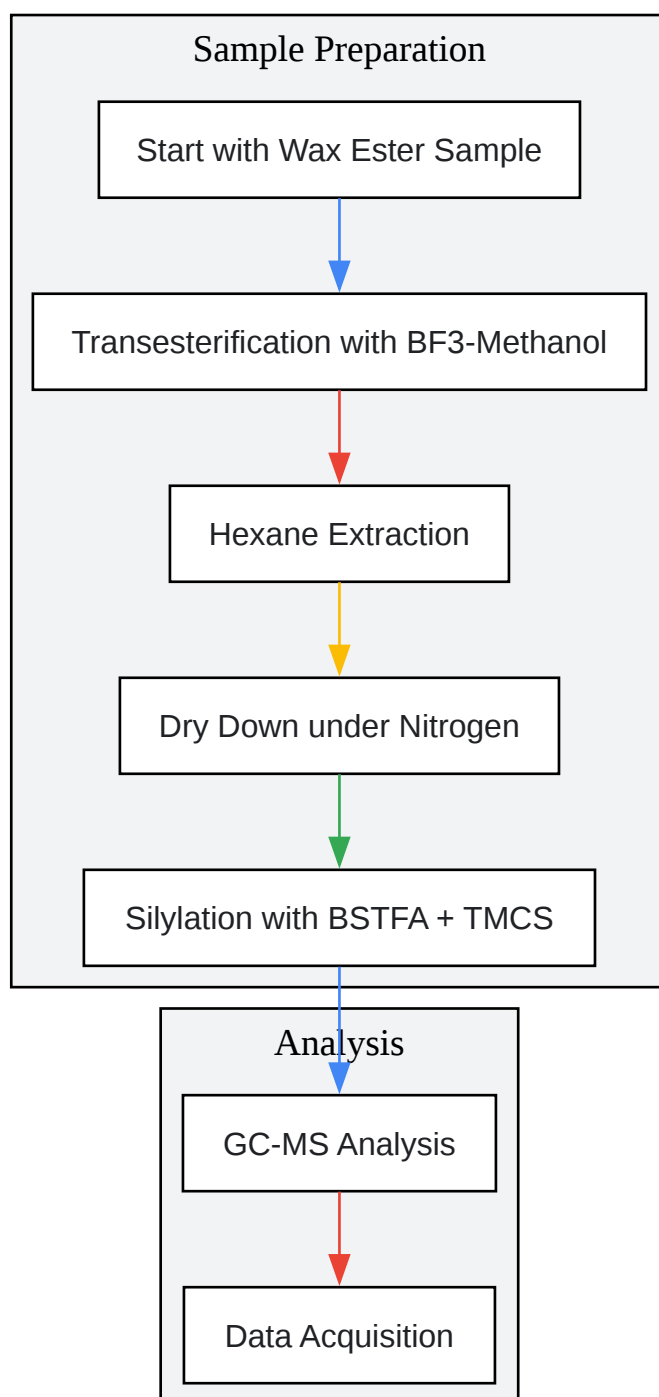 Sample Preparation
Start with Wax Ester Sample
Transesterification with BF3-Methanol
Hexane Extraction
Dry Down under Nitrogen
Silylation with BSTFA + TMCS
Analysis
GC-MS Analysis
Data Acquisition